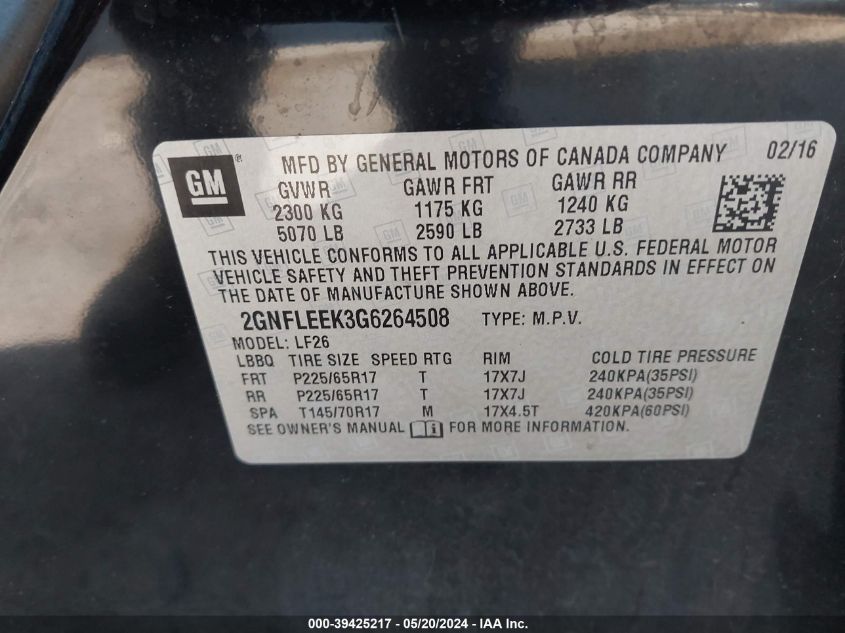 GM® MFD BY GENERAL MOTORS OF CANADA COMPANY 02/16
GVWR GAWR FRT GAWR RR
2300 KG 1175 KG 1240 KG
5070 LB 2590 LB 2733 LB
THIS VEHICLE CONFORMS TO ALL APPLICABLE U.S. FEDERAL MOTOR
VEHICLE SAFETY AND THEFT PREVENTION STANDARDS IN EFFECT ON
THE DATE OF MANUFACTURE SHOWN ABOVE.
2GNFLEEK3G6264508 TYPE: M.P.V.
MODEL: LF26
LBBQ TIRE SIZE SPEED RTG RIM COLD TIRE PRESSURE
FRT P225/65R17 T 17X7J 240KPA(35PSI)
RR P225/65R17 T 17X7J 240KPA(35PSI)
SPA T145/70R17 M 17X4.5T 420KPA(60PSI)
SEE OWNER'S MANUAL FOR MORE INFORMATION.
000-39425217 - 05/20/2024 - IAA Inc.